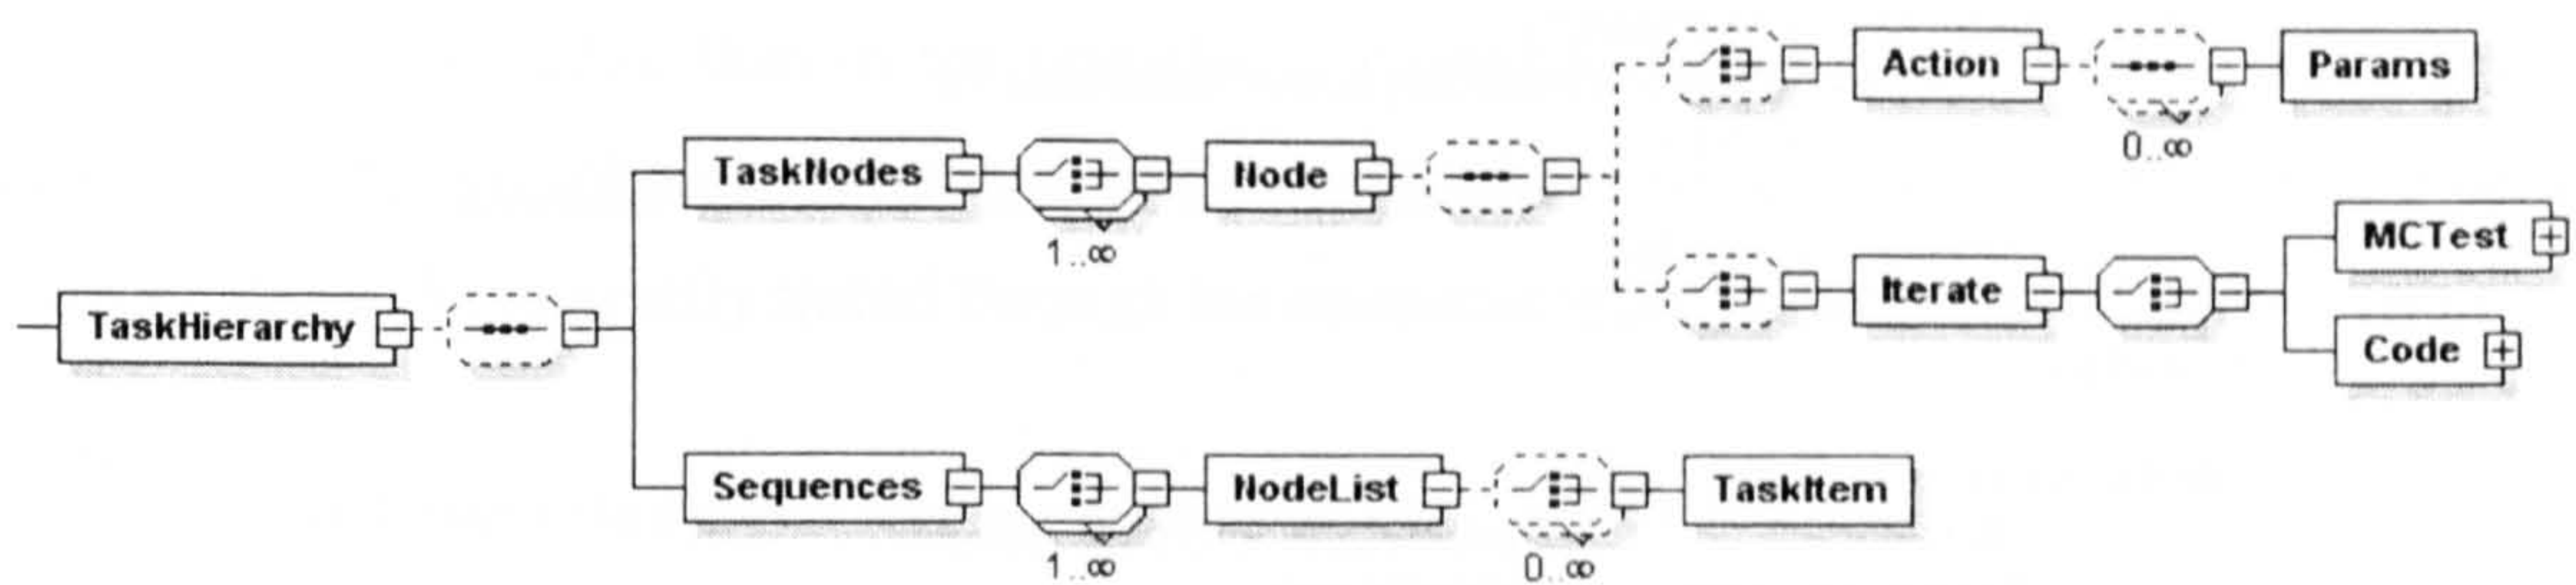 Action
Params
0..∞
TaskNodes
Node
1..∞
MCTest
Iterate
Code
TaskHierarchy
Sequences
NodeList
TaskItem
1..∞
0..∞